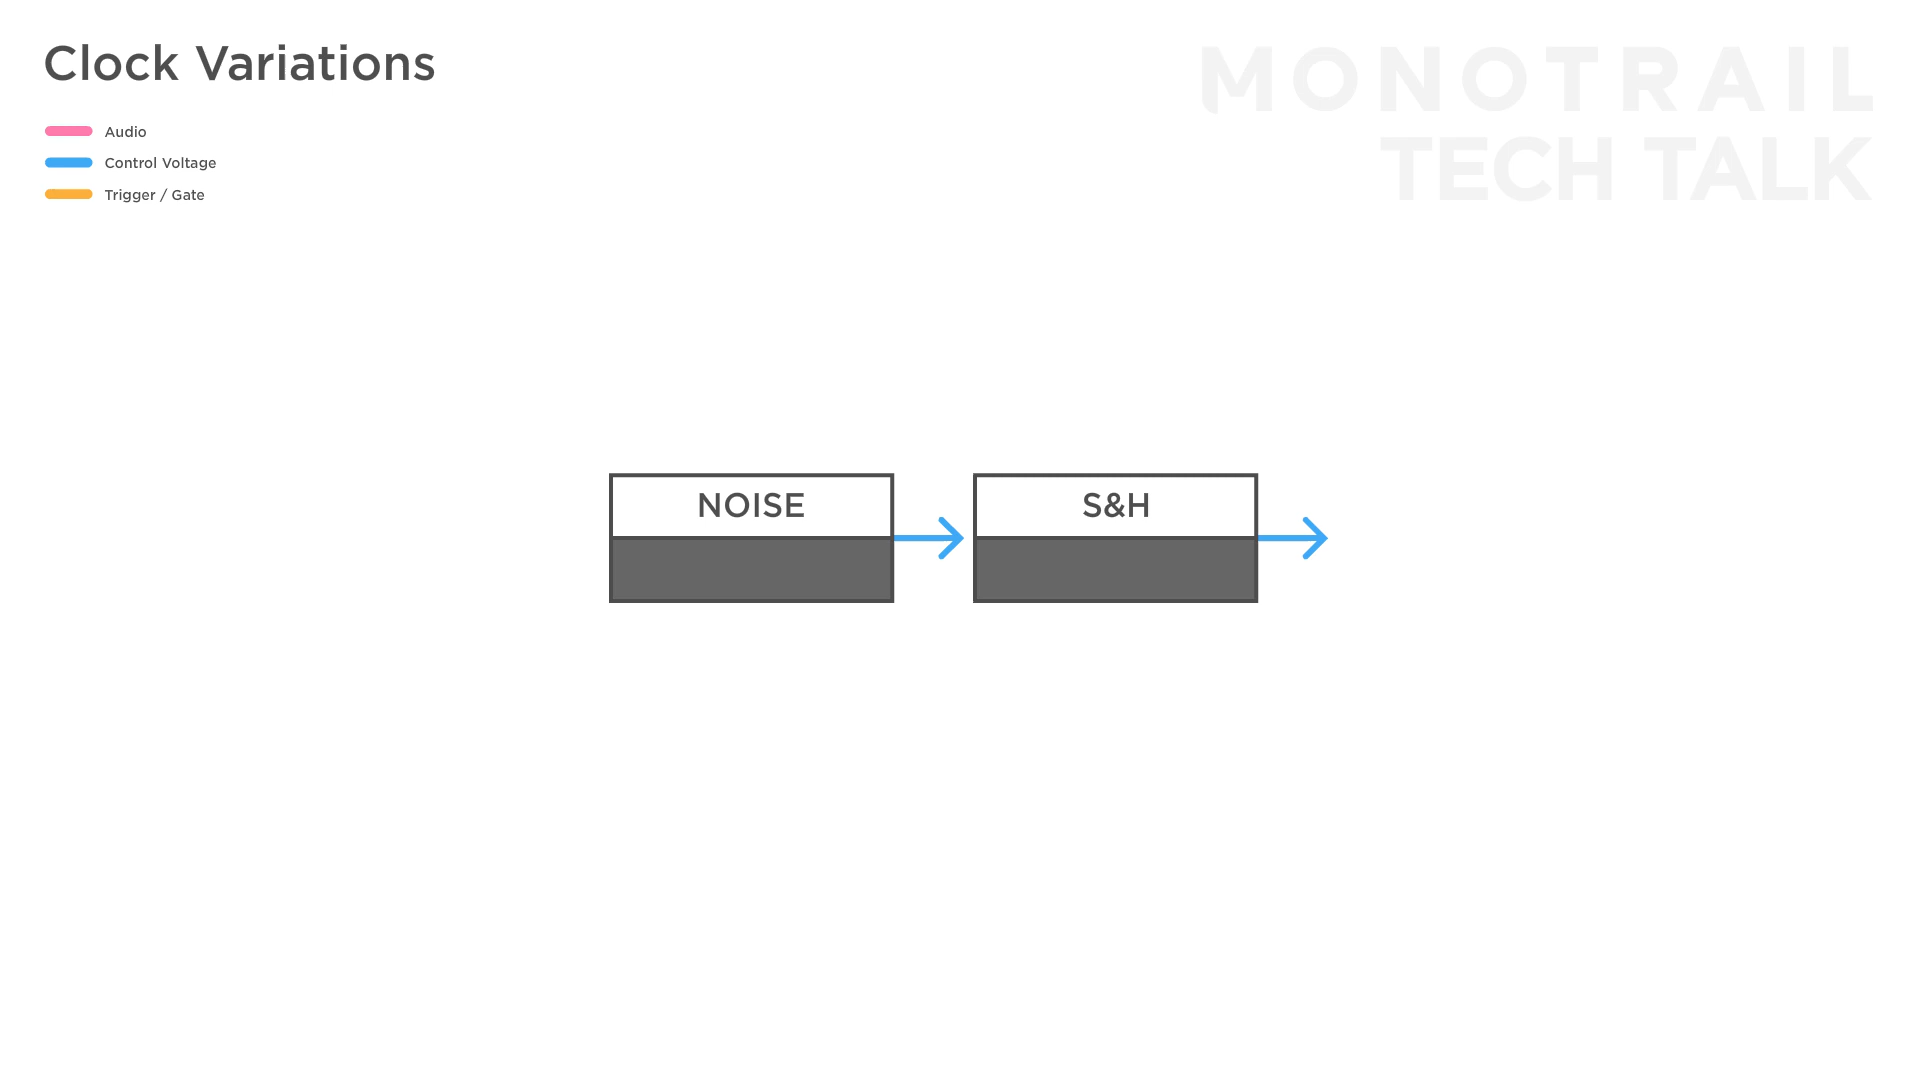 Clock Variations
MONOTRAIL
TECH TALK
Audio
Control Voltage
Trigger / Gate
NOISE
S&H